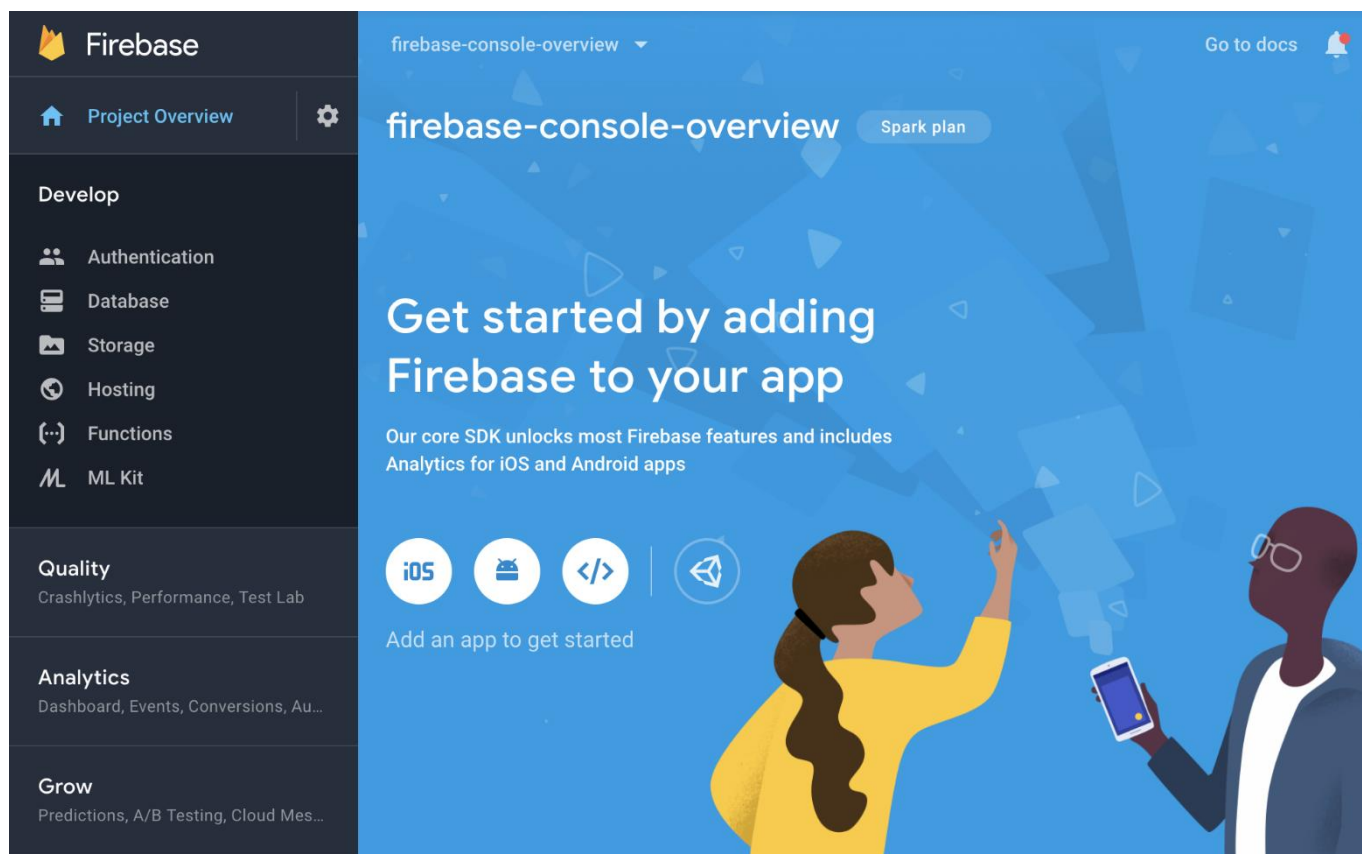 Firebase
Project Overview
Develop
Authentication
Database
Storage
Hosting
Functions
ML Kit
Quality
Crashlytics, Performance, Test Lab
Analytics
Dashboard, Events, Conversions, Au...
Grow
Predictions, A/B Testing, Cloud Mes...
firebase-console-overview
Go to docs
firebase-console-overview Spark plan
Get started by adding
Firebase to your app
Our core SDK unlocks most Firebase features and includes
Analytics for iOS and Android apps
iOS </>
Add an app to get started